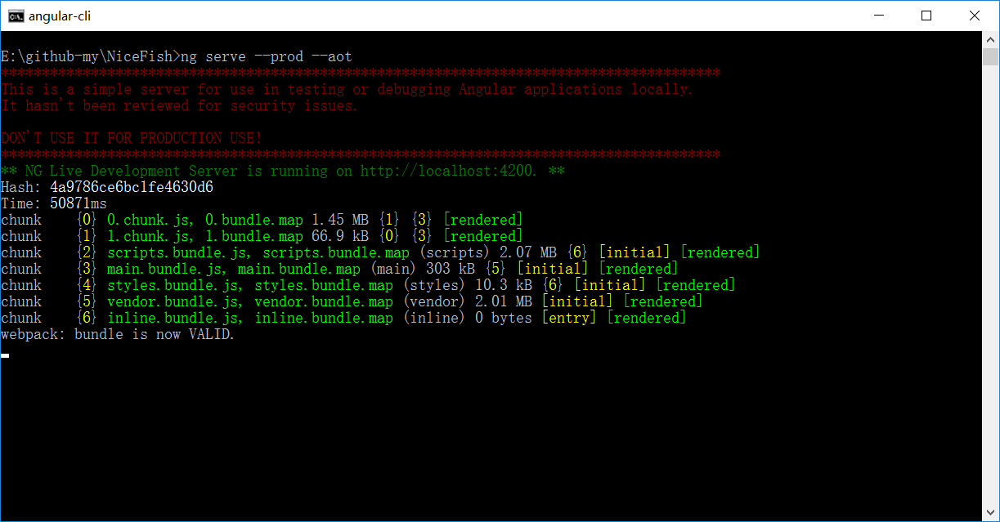 angular-cli
E:\github-my\NiceFish>ng serve --prod --aot
****************************************************************************************
This is a simple server for use in testing or debugging Angular applications locally.
It hasn't been reviewed for security issues.
DON'T USE IT FOR PRODUCTION USE!
****************************************************************************************
** NG Live Development Server is running on http://localhost:4200. **
Hash: 4a9786ce6bc1fe4630d6
Time: 50871ms
chunk    {0} 0.chunk.js, 0.bundle.map 1.45 MB {1} {3} [rendered]
chunk    {1} 1.chunk.js, 1.bundle.map 66.9 kB {0} {3} [rendered]
chunk    {2} scripts.bundle.js, scripts.bundle.map (scripts) 2.07 MB {6} [initial] [rendered]
chunk    {3} main.bundle.js, main.bundle.map (main) 303 kB {5} [initial] [rendered]
chunk    {4} styles.bundle.js, styles.bundle.map (styles) 10.3 kB {6} [initial] [rendered]
chunk    {5} vendor.bundle.js, vendor.bundle.map (vendor) 2.01 MB [initial] [rendered]
chunk    {6} inline.bundle.js, inline.bundle.map (inline) 0 bytes [entry] [rendered]
webpack: bundle is now VALID.